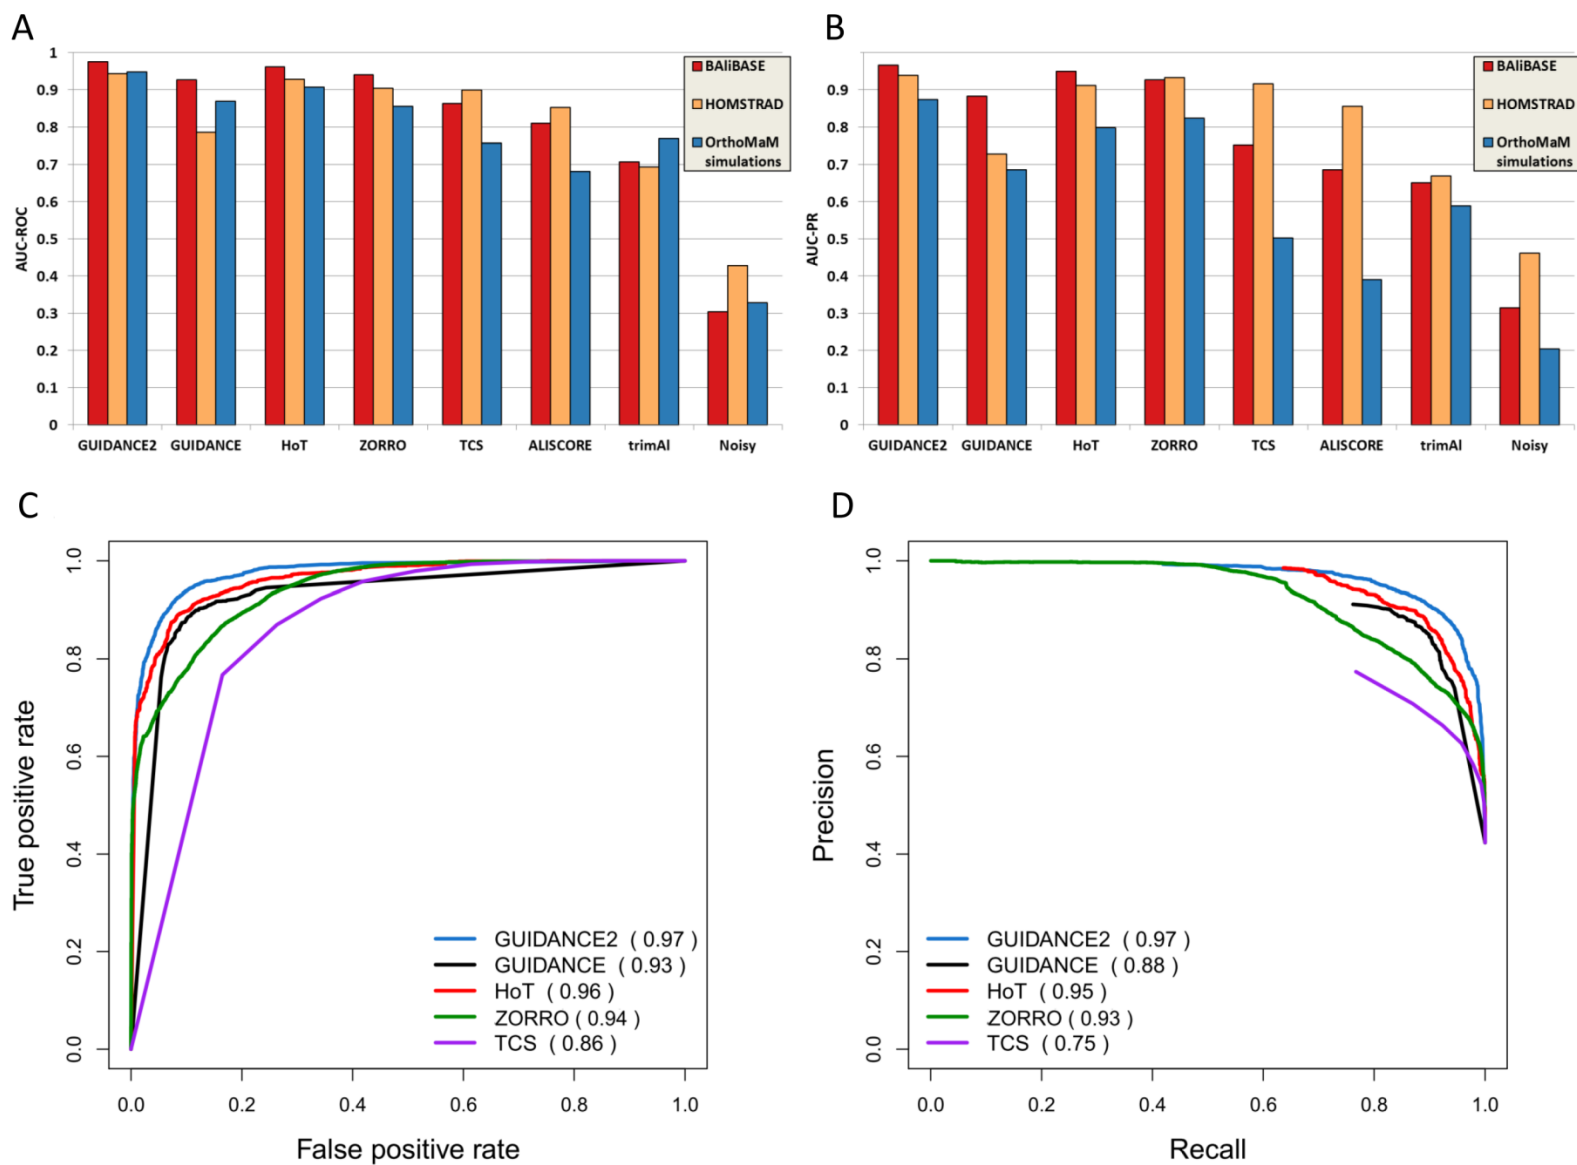 A
1
0.9
0.8
0.7
0.6
0.5
0.4
0.3
0.2
0.1
0
AUC-ROC
BAliBASE
HOMSTRAD
OrthoMaM
simulations
GUIDANCE2 GUIDANCE HoT ZORRO TCS ALISCORE trimAl Noisy
B
1
0.9
0.8
0.7
0.6
0.5
0.4
0.3
0.2
0.1
0
AUC-PR
BAliBASE
HOMSTRAD
OrthoMaM
simulations
GUIDANCE2 GUIDANCE HoT ZORRO TCS ALISCORE trimAl Noisy
C
1.0
0.8
0.6
0.4
0.2
0.0
True positive rate
GUIDANCE2 ( 0.97 )
GUIDANCE ( 0.93 )
HoT ( 0.96 )
ZORRO ( 0.94 )
TCS ( 0.86 )
0.0 0.2 0.4 0.6 0.8 1.0
False positive rate
D
1.0
0.8
0.6
0.4
0.2
0.0
Precision
GUIDANCE2 ( 0.97 )
GUIDANCE ( 0.88 )
HoT ( 0.95 )
ZORRO ( 0.93 )
TCS ( 0.75 )
0.0 0.2 0.4 0.6 0.8 1.0
Recall